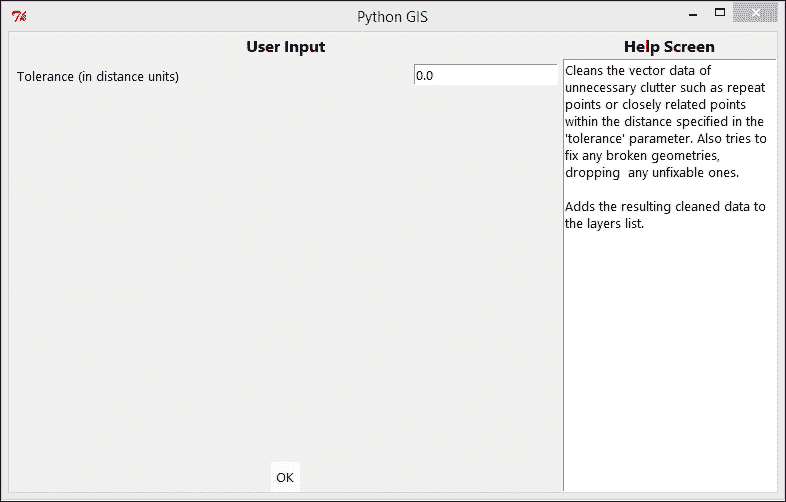 Python GIS
User Input
Help Screen
Tolerance (in distance units)
0.0
Cleans the vector data of
unnecessary clutter such as repeat
points or closely related points
within the distance specified in the
'tolerance' parameter. Also tries to
fix any broken geometries,
dropping  any unfixable ones.
Adds the resulting cleaned data to
the layers list.
OK